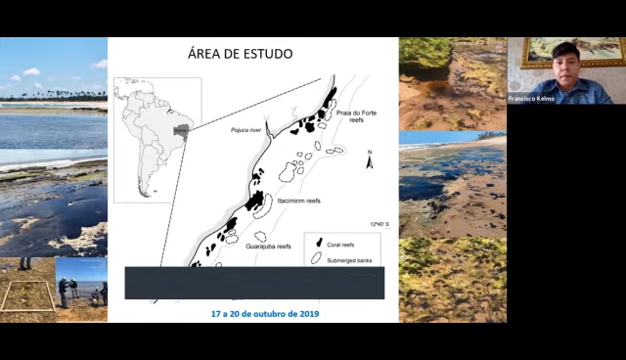 ÁREA DE ESTUDO
Praia do Forte
reefs
Pojuca river
N
Itacimirim reefs
12°40' S
Guarajuba reefs
Coral reefs
Submerged banks
17 a 20 de outubro de 2019
Francisco Kelmo